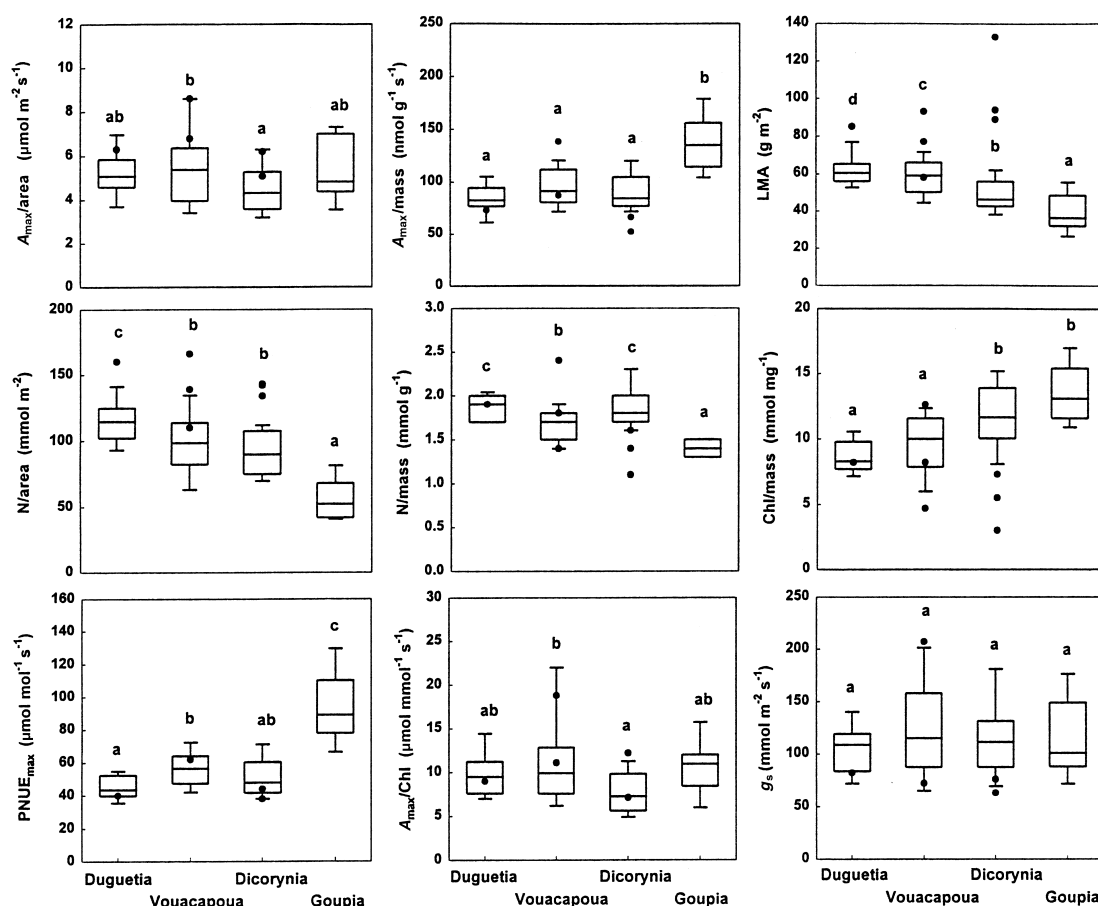 A_max/area (μmol m⁻² s⁻¹)
12
10
8
6
4
2
0
ab
b
a
ab
A_max/mass (nmol g⁻¹ s⁻¹)
250
200
150
100
50
0
a
a
a
b
LMA (g m⁻²)
140
120
100
80
60
40
20
0
d
c
b
a
N/area (mmol m⁻²)
200
150
100
50
0
c
b
b
a
N/mass (mmol g⁻¹)
3.0
2.5
2.0
1.5
1.0
0.5
0.0
c
b
c
a
Chl/mass (mmol mg⁻¹)
20
15
10
5
0
a
a
b
b
PNUE_max (μmol mol⁻¹ s⁻¹)
160
140
120
100
80
60
40
20
0
a
b
ab
c
A_max/Chl (μmol mmol⁻¹ s⁻¹)
30
25
20
15
10
5
0
ab
b
a
ab
g_s (mmol m⁻² s⁻¹)
250
200
150
100
50
0
a
a
a
a
Duguetia Dicorynia
Vouacapoua Goupia
Duguetia Dicorynia
Vouacapoua Goupia
Duguetia Dicorynia
Vouacapoua Goupia